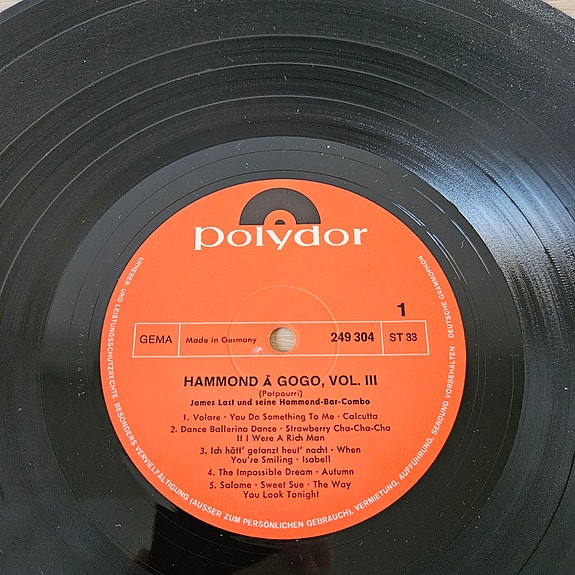 polydor
1
GEMA Made in Germany 249 304 ST 33
HAMMOND À GOGO, VOL. III
(Potpourri)
James Last und seine Hammond-Bar-Combo
1. Volare · You Do Something To Me · Calcutta
2. Dance Ballerina Dance · Strawberry Cha-Cha-Cha
If I Were A Rich Man
3. Ich hätt' getanzt heut' nacht · When
You're Smiling · Isabell
4. The Impossible Dream · Autumn
5. Salome · Sweet Sue · The Way
You Look Tonight
URHEBER UND LEISTUNGSSCHUTZRECHTE, BESONDERS VERVIELFÄLTIGUNG (AUSSER ZUM PERSÖNLICHEN GEBRAUCH), VERMIETUNG, AUFFÜHRUNG, SENDUNG VORBEHALTEN · DEUTSCHE GRAMMOPHON